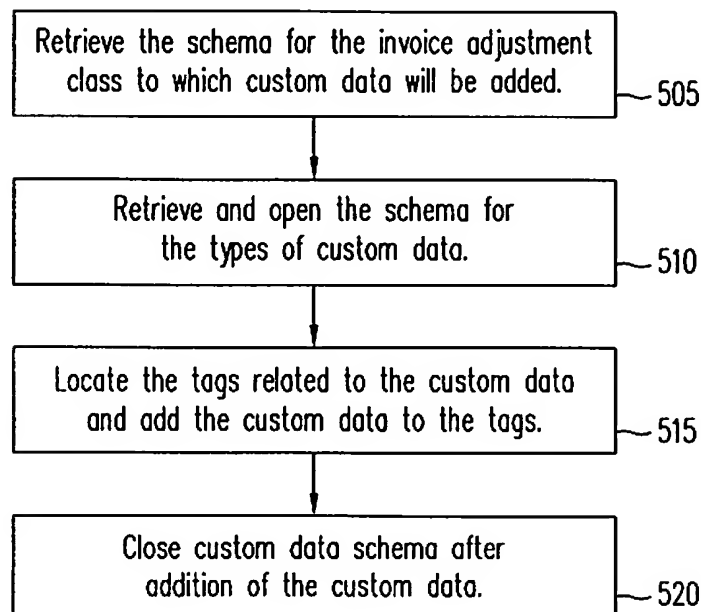 Retrieve the schema for the invoice adjustment
class to which custom data will be added.
505
Retrieve and open the schema for
the types of custom data.
510
Locate the tags related to the custom data
and add the custom data to the tags.
515
Close custom data schema after
addition of the custom data.
520